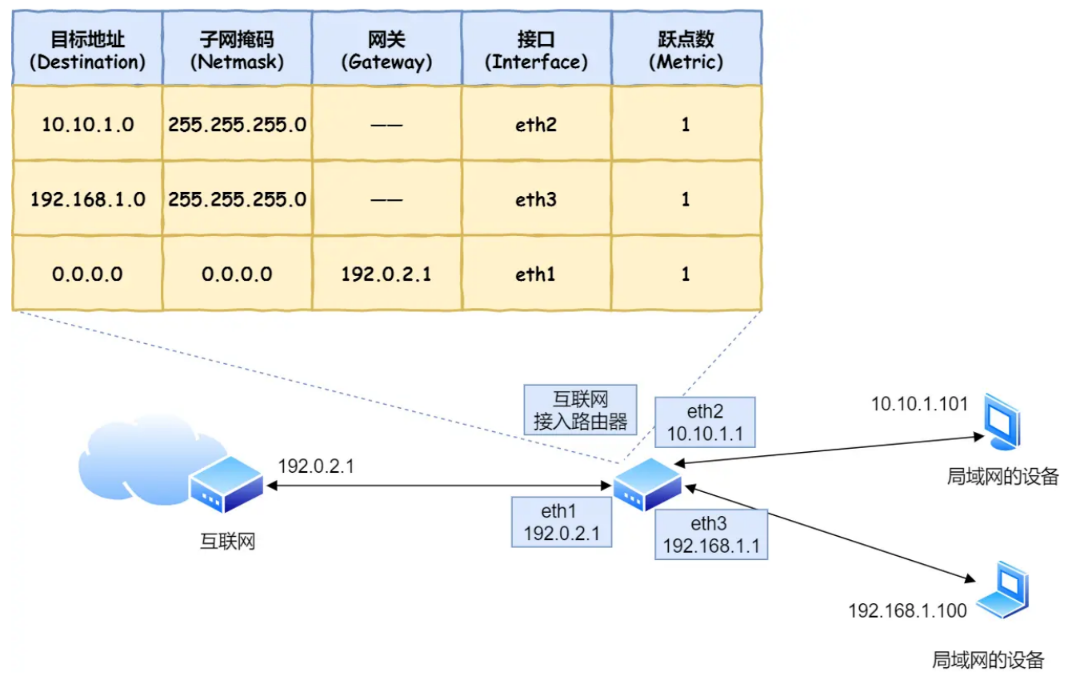 目标地址 子网掩码 网关 接口 跃点数
(Destination) (Netmask) (Gateway) (Interface) (Metric)
10.10.1.0 255.255.255.0 —— eth2 1
192.168.1.0 255.255.255.0 —— eth3 1
0.0.0.0 0.0.0.0 192.0.2.1 eth1 1
互联网
接入路由器
eth2
10.10.1.1
10.10.1.101
局域网的设备
192.0.2.1
互联网
eth1
192.0.2.1
eth3
192.168.1.1
192.168.1.100
局域网的设备